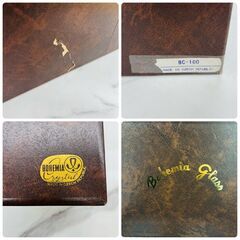 BC-100
MADE IN CZECH REPUBLIC
BOHEMIA
Crystal
Bohemia Glass